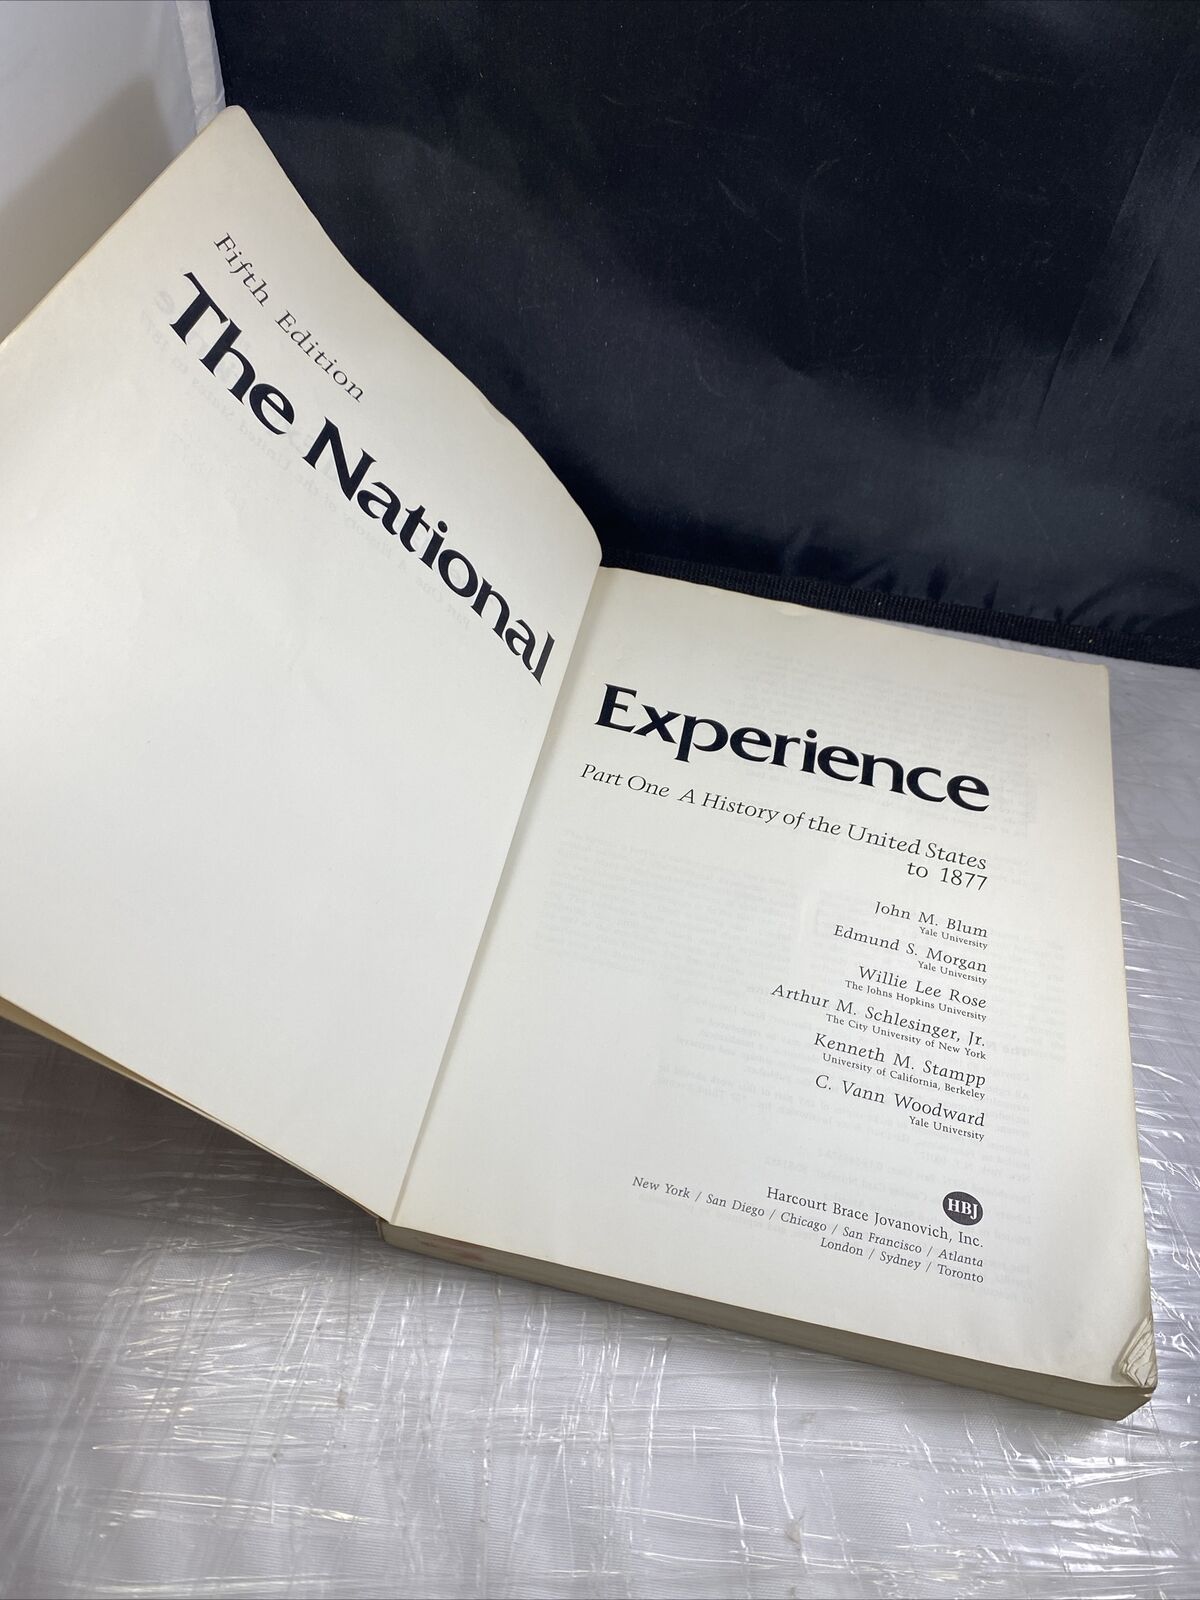 Fifth Edition
The National
Experience
Part One A History of the United States
to 1877
John M. Blum
Yale University
Edmund S. Morgan
Yale University
Willie Lee Rose
The Johns Hopkins University
Arthur M. Schlesinger, Jr.
The City University of New York
Kenneth M. Stampp
University of California, Berkeley
C. Vann Woodward
Yale University
HBJ
Harcourt Brace Jovanovich, Inc.
New York / San Diego / Chicago / San Francisco / Atlanta
London / Sydney / Toronto